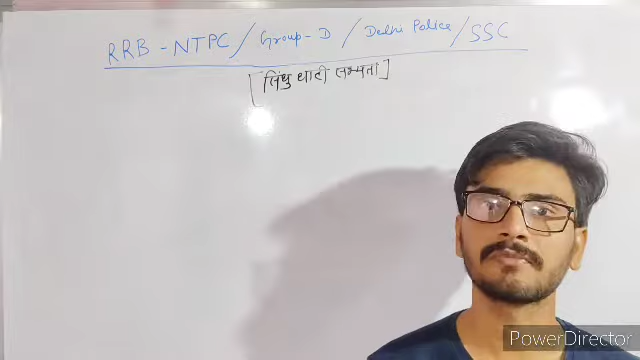 RRB - NTPC / Group - D / Delhi Police / SSC
[सिंधु घाटी सभ्यता]
PowerDirector